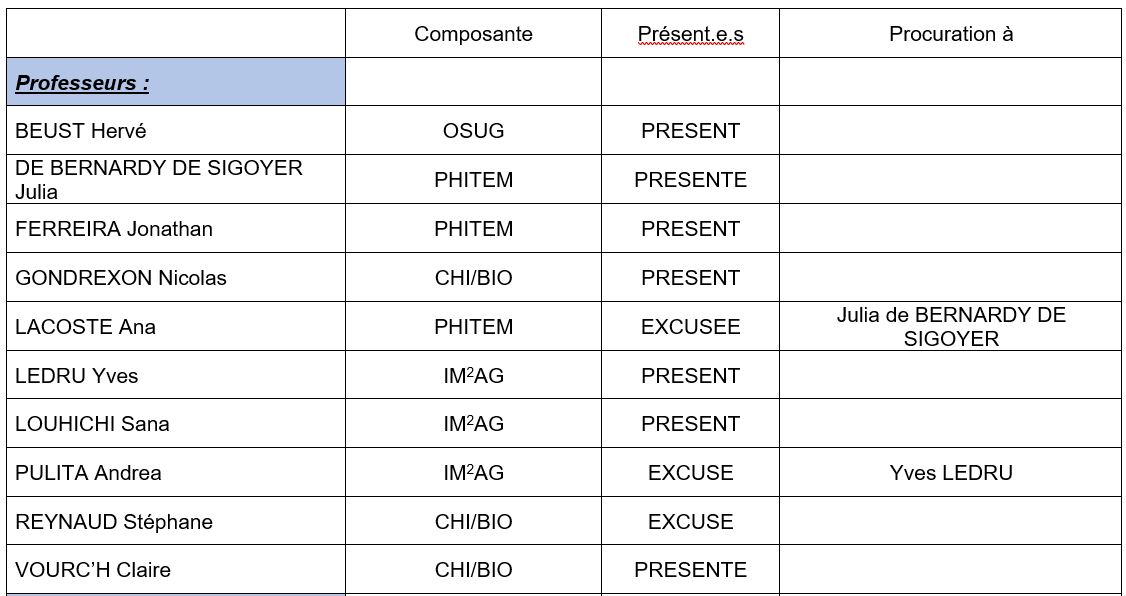 Composante Présent.e.s Procuration à
Professeurs :
BEUST Hervé OSUG PRESENT
DE BERNARDY DE SIGOYER
Julia PHITEM PRESENTE
FERREIRA Jonathan PHITEM PRESENT
GONDREXON Nicolas CHI/BIO PRESENT
LACOSTE Ana PHITEM EXCUSEE Julia de BERNARDY DE
SIGOYER
LEDRU Yves IM²AG PRESENT
LOUHICHI Sana IM²AG PRESENT
PULITA Andrea IM²AG EXCUSE Yves LEDRU
REYNAUD Stéphane CHI/BIO EXCUSE
VOURC’H Claire CHI/BIO PRESENTE